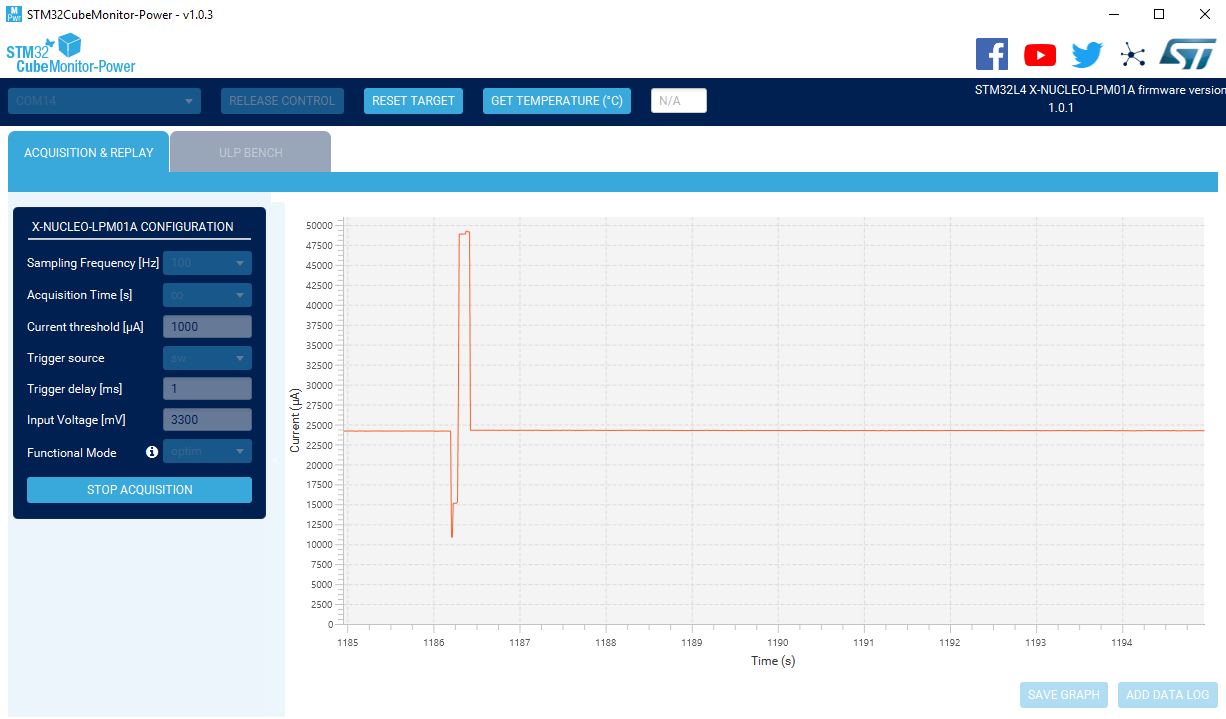 M
Pwr
STM32CubeMonitor-Power - v1.0.3
STM32
CubeMonitor-Power
COM14
RELEASE CONTROL
RESET TARGET
GET TEMPERATURE (°C)
N/A
STM32L4 X-NUCLEO-LPM01A firmware version
1.0.1
ACQUISITION & REPLAY
ULP BENCH
X-NUCLEO-LPM01A CONFIGURATION
Sampling Frequency [Hz] 100
Acquisition Time [s] ∞
Current threshold [µA] 1000
Trigger source sw
Trigger delay [ms] 1
Input Voltage [mV] 3300
Functional Mode optim
STOP ACQUISITION
50000
47500
45000
42500
40000
37500
35000
32500
30000
27500
25000
22500
20000
17500
15000
12500
10000
7500
5000
2500
0
Current (µA)
1185 1186 1187 1188 1189 1190 1191 1192 1193 1194
Time (s)
SAVE GRAPH
ADD DATA LOG